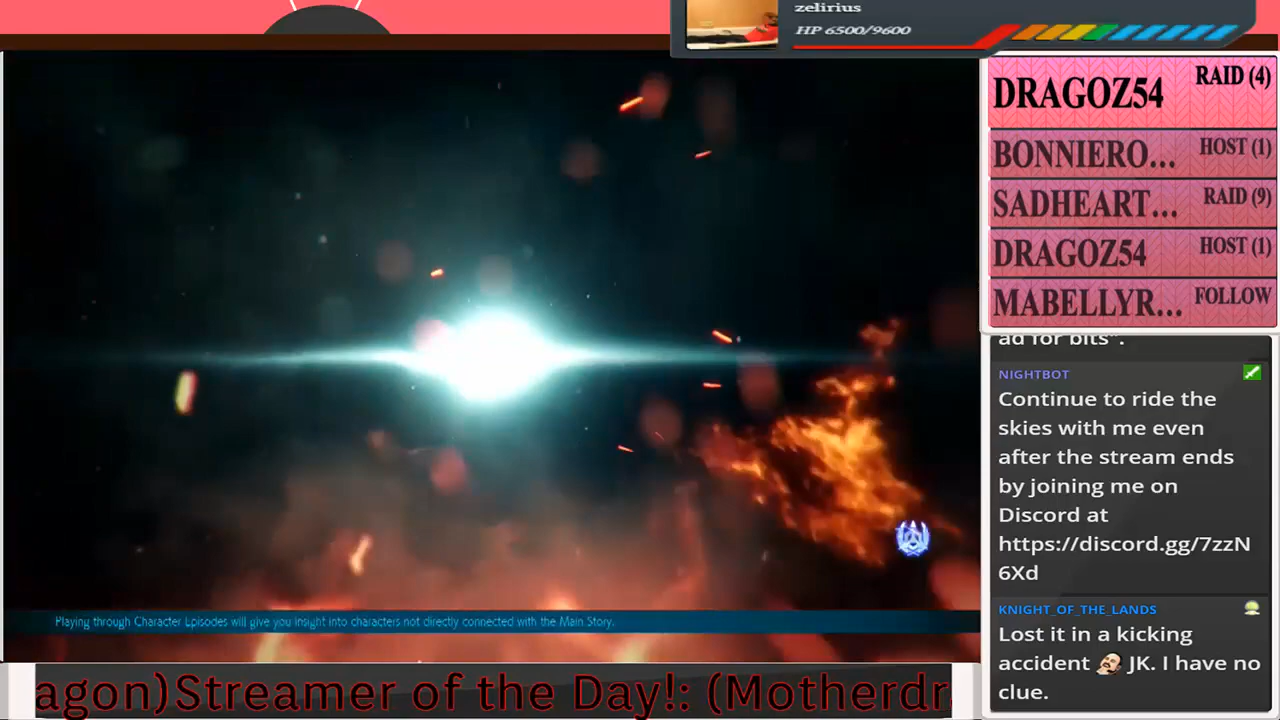 zelirius
HP 6500/9600
DRAGOZ54 RAID (4)
BONNIERO... HOST (1)
SADHEART... RAID (9)
DRAGOZ54 HOST (1)
MABELLYR... FOLLOW
ad for bits".
NIGHTBOT
Continue to ride the
skies with me even
after the stream ends
by joining me on
Discord at
https://discord.gg/7zzN
6Xd
KNIGHT_OF_THE_LANDS
Lost it in a kicking
accident JK. I have no
clue.
Playing through Character Episodes will give you insight into characters not directly connected with the Main Story.
agon)Streamer of the Day!: (Motherdr